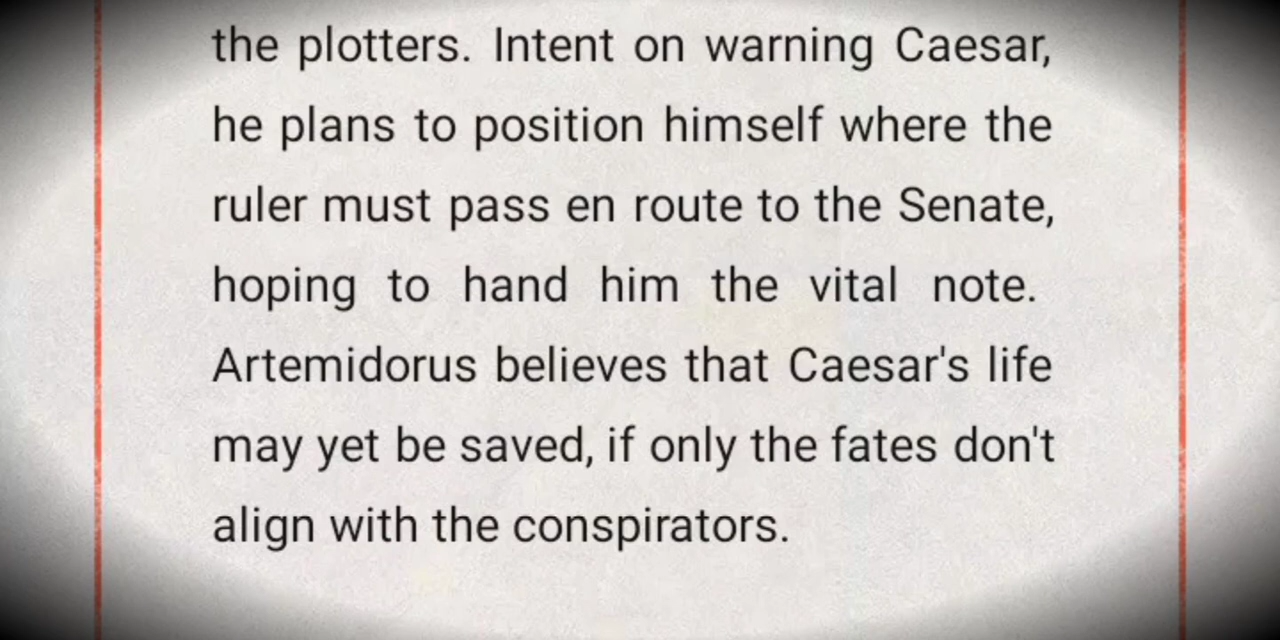 the plotters. Intent on warning Caesar,
he plans to position himself where the
ruler must pass en route to the Senate,
hoping to hand him the vital note.
Artemidorus believes that Caesar's life
may yet be saved, if only the fates don't
align with the conspirators.